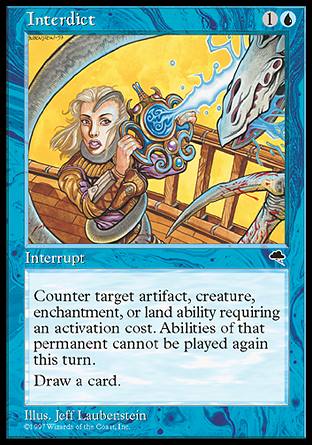 Interdict 1
Interrupt
Counter target artifact, creature,
enchantment, or land ability requiring
an activation cost. Abilities of that
permanent cannot be played again
this turn.
Draw a card.
Illus. Jeff Laubenstein
©1997 Wizards of the Coast, Inc.